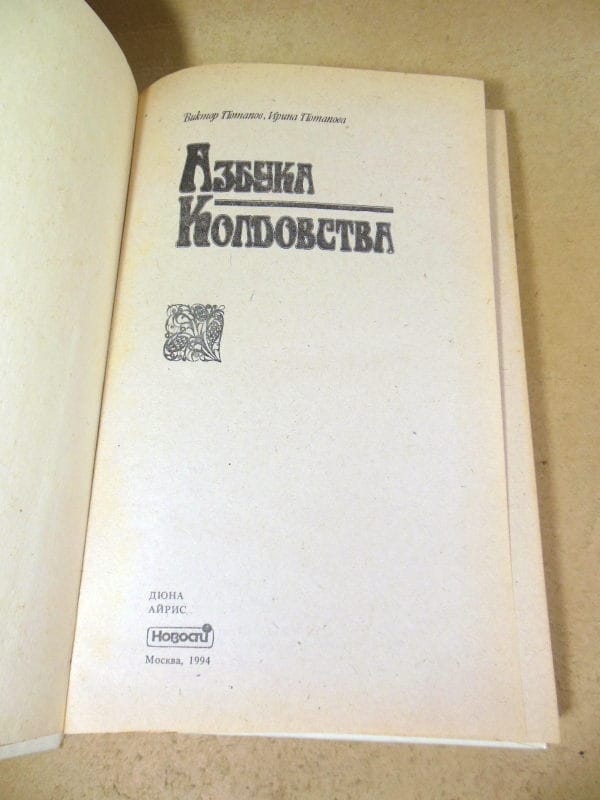 Виктор Потапов, Ирина Потапова
Азбука
Колдовства
ДЮНА
АЙРИС
Новости
Москва, 1994